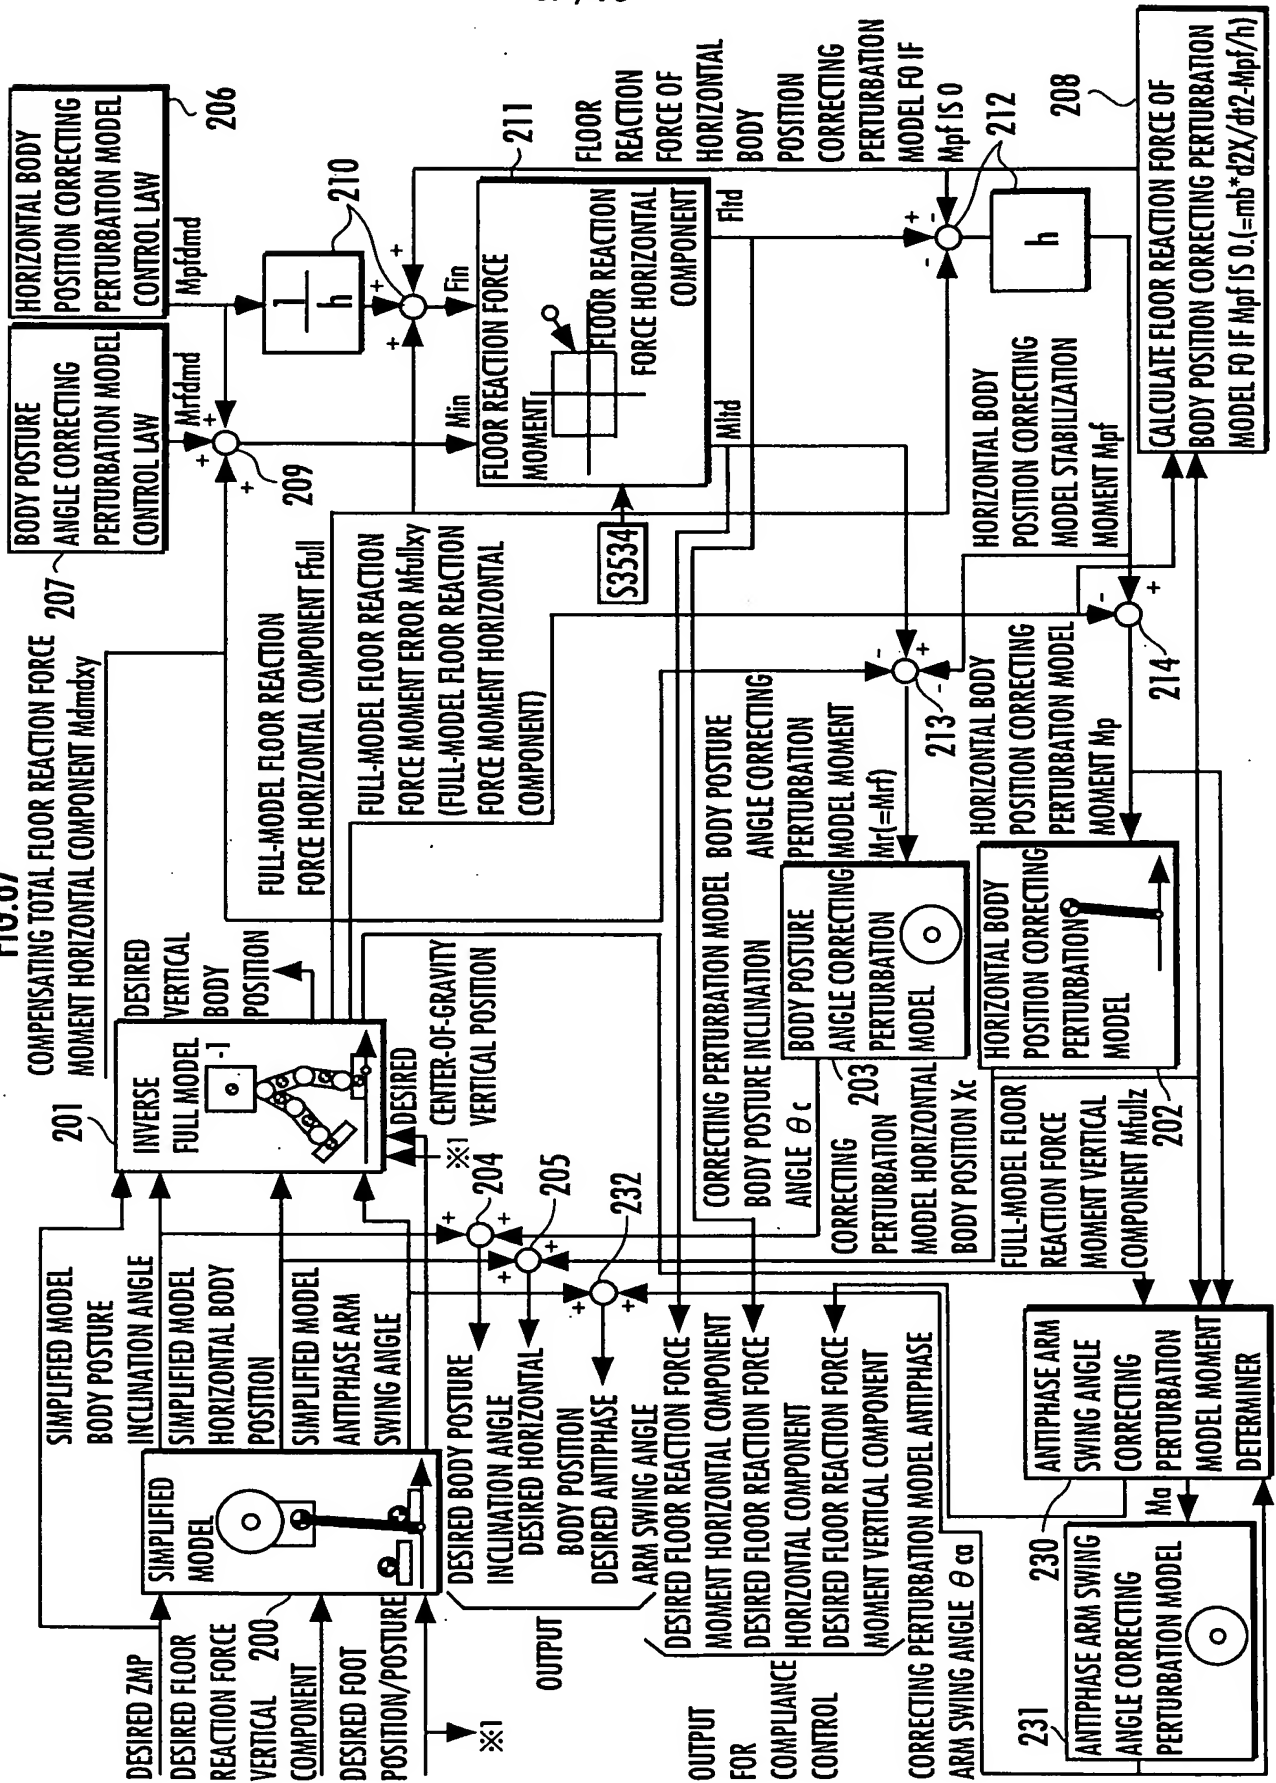 FIG.67
COMPENSATING TOTAL FLOOR REACTION FORCE
MOMENT HORIZONTAL COMPONENT Mdmdxy
207
BODY POSTURE
ANGLE CORRECTING
PERTURBATION MODEL
CONTROL LAW
Mrfdmd
HORIZONTAL BODY
POSITION CORRECTING
PERTURBATION MODEL
CONTROL LAW
Mpfdmd
206
209
+
+
+
1
h
210
+
+
+
Min
Fin
FULL-MODEL FLOOR REACTION
FORCE HORIZONTAL COMPONENT Ffull
FULL-MODEL FLOOR REACTION
FORCE MOMENT ERROR Mfullxy
(FULL-MODEL FLOOR REACTION
FORCE MOMENT HORIZONTAL
COMPONENT)
S3534
FLOOR REACTION FORCE
MOMENT
FLOOR REACTION
FORCE HORIZONTAL
COMPONENT
211
Mltd
Fltd
FLOOR
REACTION
FORCE OF
HORIZONTAL
BODY
POSITION
CORRECTING
PERTURBATION
MODEL F0 IF
Mpf IS 0
+
-
-
212
h
208
CALCULATE FLOOR REACTION FORCE OF
BODY POSITION CORRECTING PERTURBATION
MODEL F0 IF Mpf IS 0.(=mb*d2X/dt2-Mpf/h)
HORIZONTAL BODY
POSITION CORRECTING
MODEL STABILIZATION
MOMENT Mpf
-
+
-
213
-
+
214
BODY POSTURE
ANGLE CORRECTING
PERTURBATION
MODEL MOMENT
Mr(=Mrf)
HORIZONTAL BODY
POSITION CORRECTING
PERTURBATION MODEL
MOMENT Mp
SIMPLIFIED MODEL
BODY POSTURE
INCLINATION ANGLE
SIMPLIFIED MODEL
HORIZONTAL BODY
POSITION
SIMPLIFIED MODEL
ANTIPHASE ARM
SWING ANGLE
201
INVERSE
FULL MODEL
-1
DESIRED
VERTICAL
BODY
POSITION
DESIRED
CENTER-OF-GRAVITY
VERTICAL POSITION
※1
SIMPLIFIED
MODEL
200
DESIRED ZMP
DESIRED FLOOR
REACTION FORCE
VERTICAL
COMPONENT
DESIRED FOOT
POSITION/POSTURE
※1
+
+
204
+
+
205
+
+
232
DESIRED BODY POSTURE
INCLINATION ANGLE
DESIRED HORIZONTAL
BODY POSITION
DESIRED ANTIPHASE
ARM SWING ANGLE
OUTPUT
DESIRED FLOOR REACTION FORCE
MOMENT HORIZONTAL COMPONENT
DESIRED FLOOR REACTION FORCE
HORIZONTAL COMPONENT
DESIRED FLOOR REACTION FORCE
MOMENT VERTICAL COMPONENT
OUTPUT
FOR
COMPLIANCE
CONTROL
CORRECTING PERTURBATION MODEL
BODY POSTURE INCLINATION
ANGLE θc
203
BODY POSTURE
ANGLE CORRECTING
PERTURBATION
MODEL
CORRECTING
PERTURBATION
MODEL HORIZONTAL
BODY POSITION Xc
202
HORIZONTAL BODY
POSITION CORRECTING
PERTURBATION
MODEL
FULL-MODEL FLOOR
REACTION FORCE
MOMENT VERTICAL
COMPONENT Mfullz
CORRECTING PERTURBATION MODEL ANTIPHASE
ARM SWING ANGLE θca
230
ANTIPHASE ARM
SWING ANGLE
CORRECTING
PERTURBATION
MODEL MOMENT
DETERMINER
Ma
231
ANTIPHASE ARM SWING
ANGLE CORRECTING
PERTURBATION MODEL